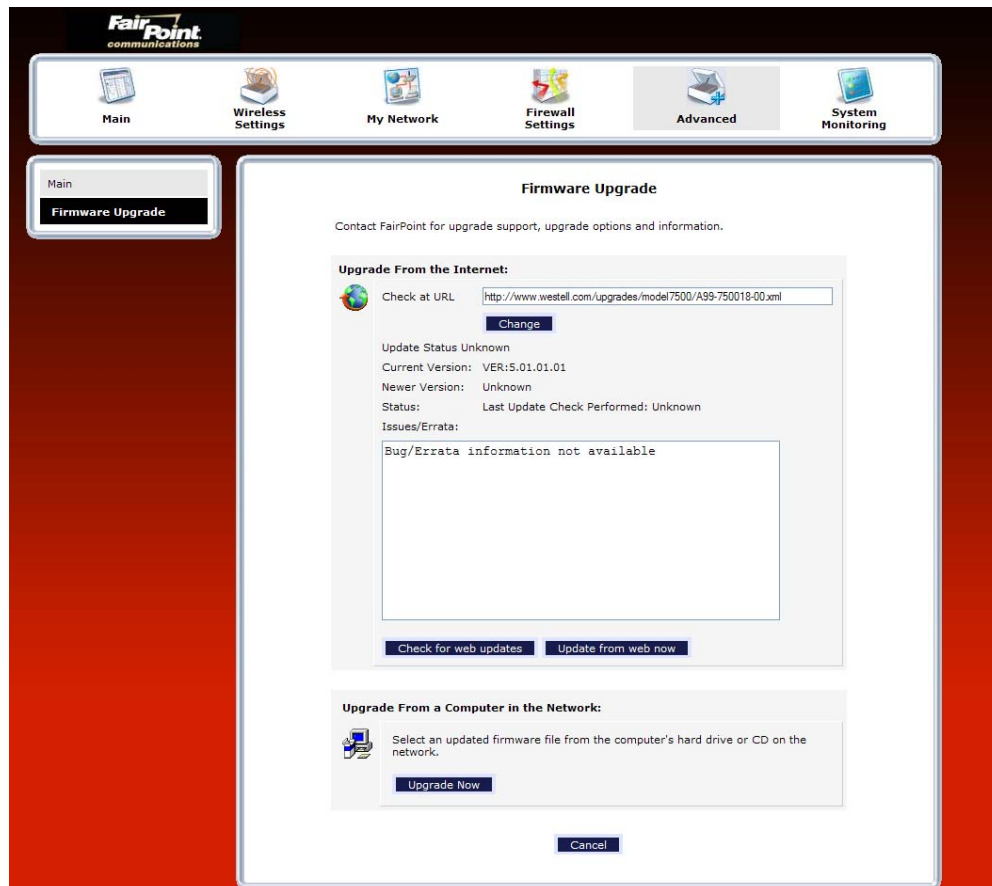 FairPoint.
communications
Main
Wireless Settings
My Network
Firewall Settings
Advanced
System Monitoring
Main
Firmware Upgrade
Firmware Upgrade
Contact FairPoint for upgrade support, upgrade options and information.
Upgrade From the Internet:
Check at URL http://www.westell.com/upgrades/model7500/A99-750018-00.xml
Change
Update Status Unknown
Current Version: VER:5.01.01.01
Newer Version: Unknown
Status: Last Update Check Performed: Unknown
Issues/Errata:
Bug/Errata information not available
Check for web updates Update from web now
Upgrade From a Computer in the Network:
Select an updated firmware file from the computer's hard drive or CD on the
network.
Upgrade Now
Cancel